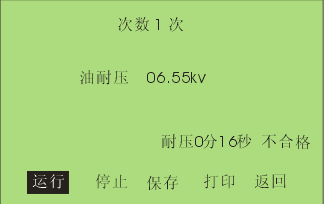 次数 1 次
油耐压 06.55kv
耐压0分16秒 不合格
运行 停止 保存 打印 返回